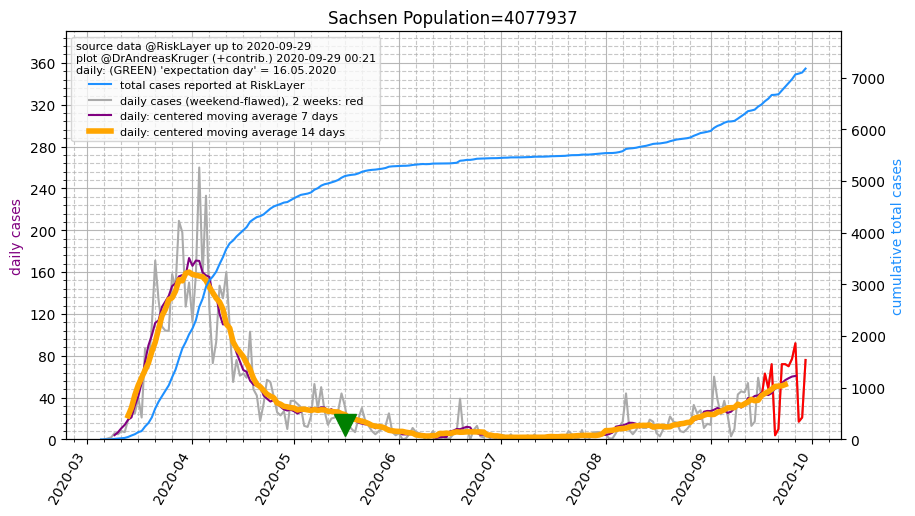 Sachsen Population=4077937
source data @RiskLayer up to 2020-09-29
plot @DrAndreasKruger (+contrib.) 2020-09-29 00:21
daily: (GREEN) 'expectation day' = 16.05.2020
total cases reported at RiskLayer
daily cases (weekend-flawed), 2 weeks: red
daily: centered moving average 7 days
daily: centered moving average 14 days
daily cases
360
320
280
240
200
160
120
80
40
0
cumulative total cases
7000
6000
5000
4000
3000
2000
1000
0
2020-03
2020-04
2020-05
2020-06
2020-07
2020-08
2020-09
2020-10